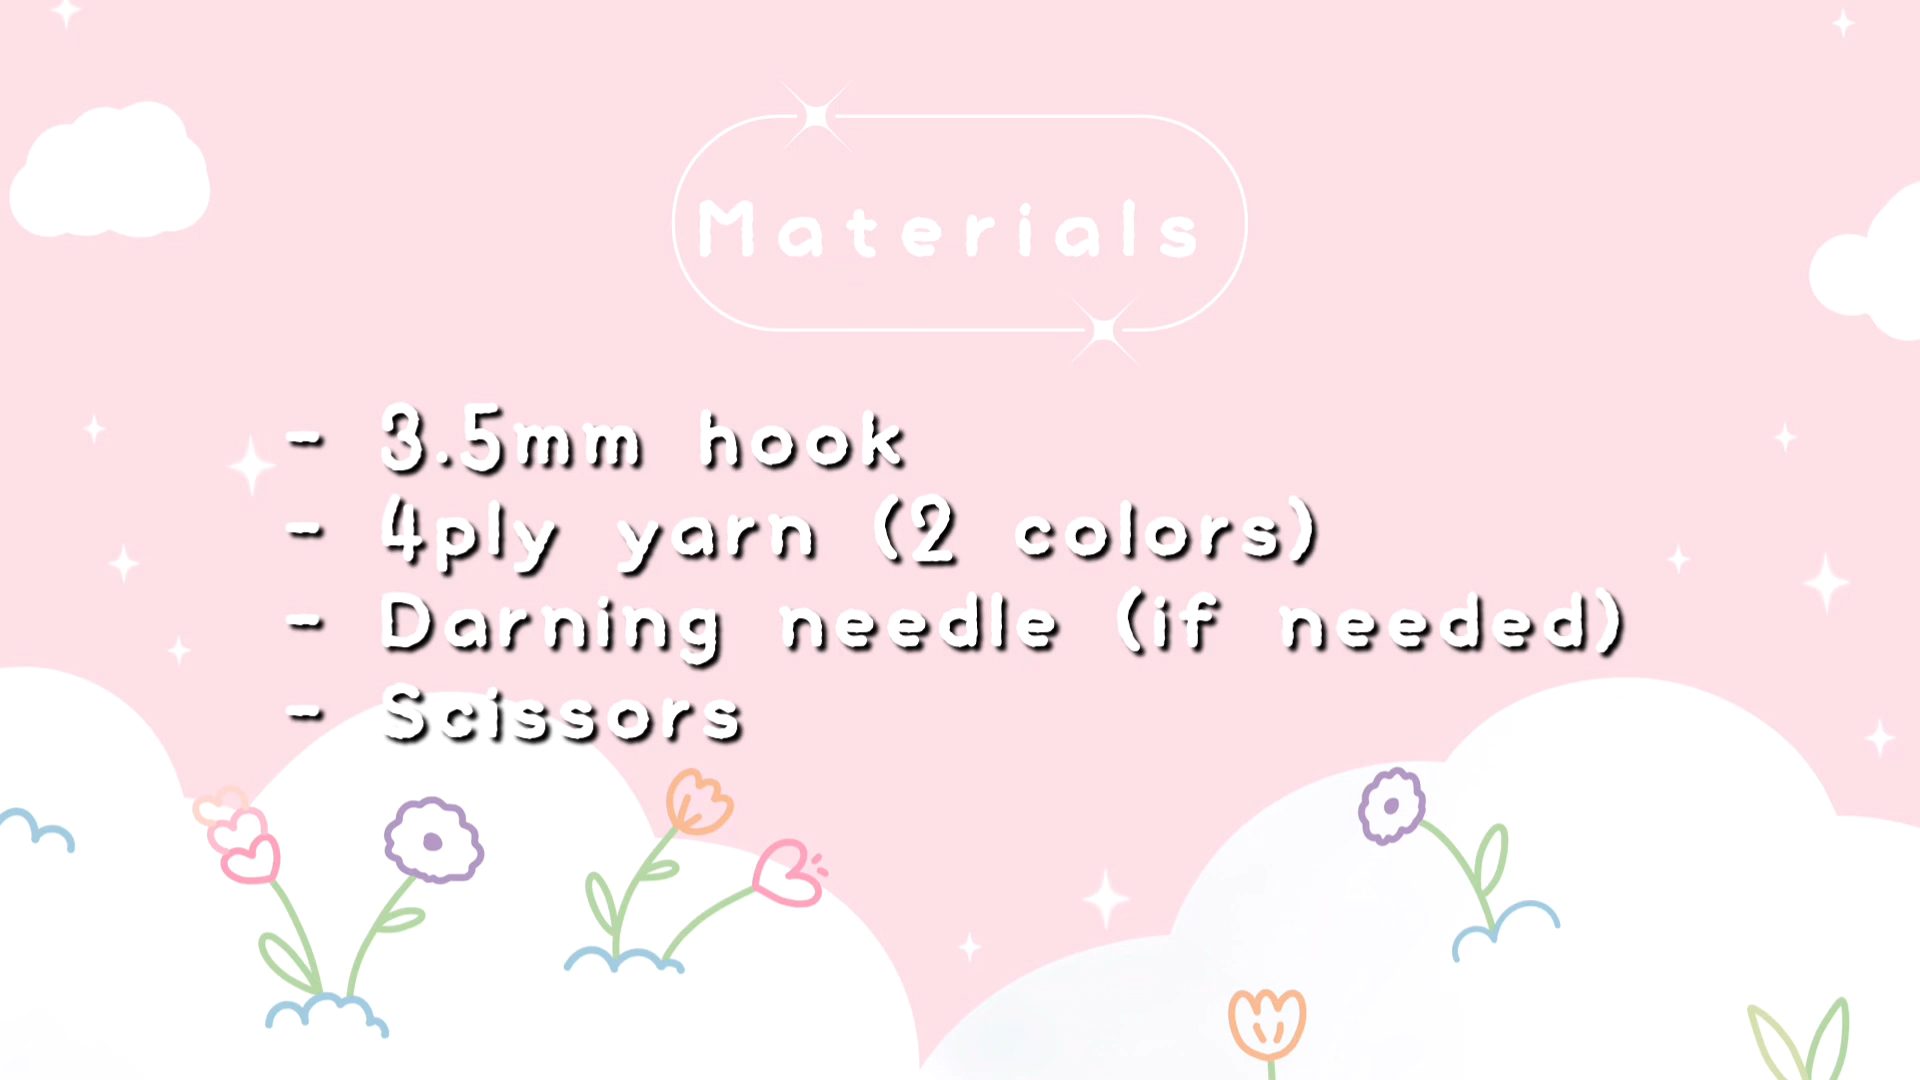 Materials
- 3.5mm hook
- 4ply yarn (2 colors)
- Darning needle (if needed)
- Scissors